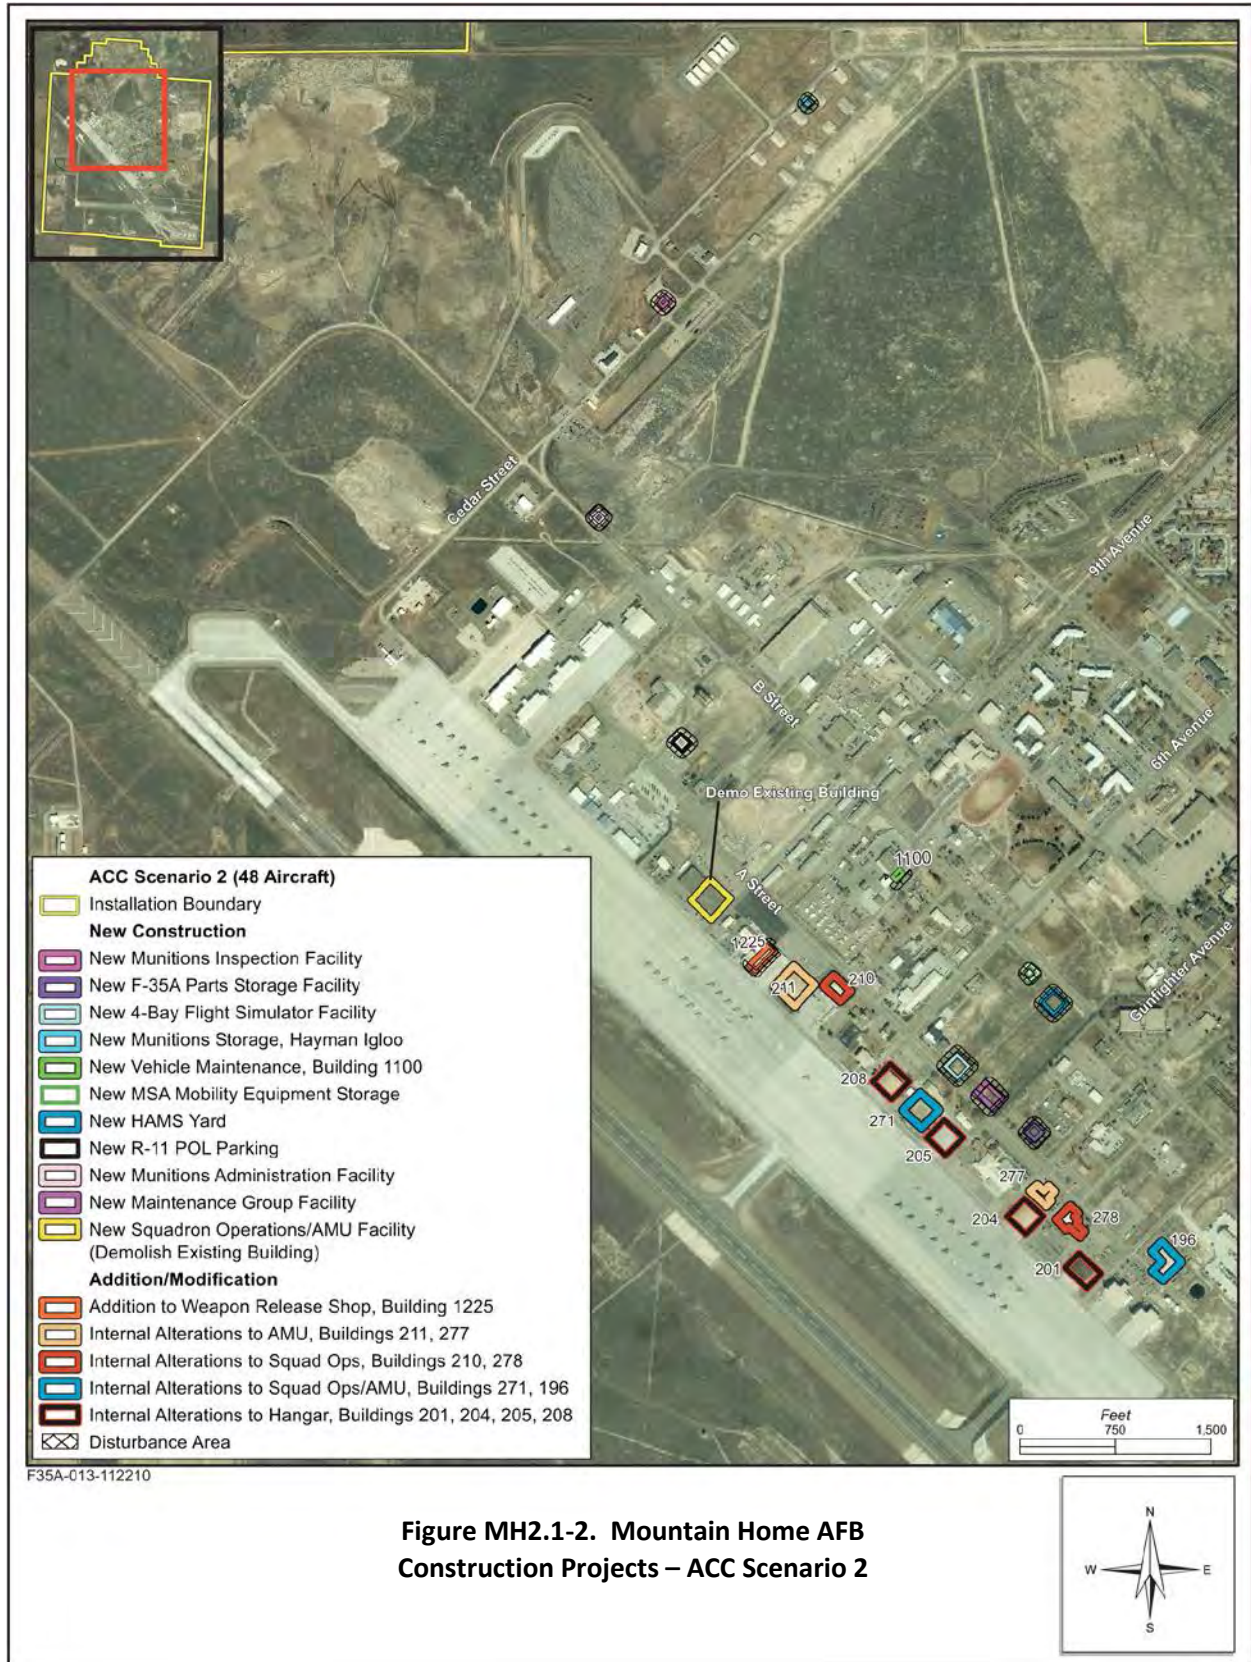 Cedar Street
9th Avenue
B Street
6th Avenue
Demo Existing Building
1100
A Street
1225
211
210
Gunfighter Avenue
208
271
205
277
204
278
196
201
ACC Scenario 2 (48 Aircraft)
Installation Boundary
New Construction
New Munitions Inspection Facility
New F-35A Parts Storage Facility
New 4-Bay Flight Simulator Facility
New Munitions Storage, Hayman Igloo
New Vehicle Maintenance, Building 1100
New MSA Mobility Equipment Storage
New HAMS Yard
New R-11 POL Parking
New Munitions Administration Facility
New Maintenance Group Facility
New Squadron Operations/AMU Facility
(Demolish Existing Building)
Addition/Modification
Addition to Weapon Release Shop, Building 1225
Internal Alterations to AMU, Buildings 211, 277
Internal Alterations to Squad Ops, Buildings 210, 278
Internal Alterations to Squad Ops/AMU, Buildings 271, 196
Internal Alterations to Hangar, Buildings 201, 204, 205, 208
Disturbance Area
Feet
0 750 1,500
F35A-013-112210
Figure MH2.1-2. Mountain Home AFB
Construction Projects – ACC Scenario 2
N
W E
S